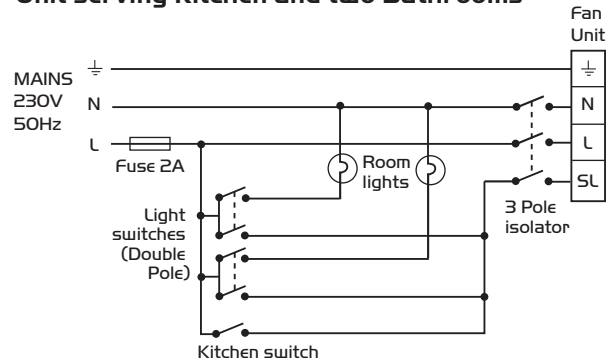 Unit serving Kitchen and two Bathrooms
Fan
Unit
MAINS
230V
50Hz
N
L
Fuse 2A
Room
lights
N
L
SL
3 Pole
isolator
Light
switches
(Double
Pole)
Kitchen switch